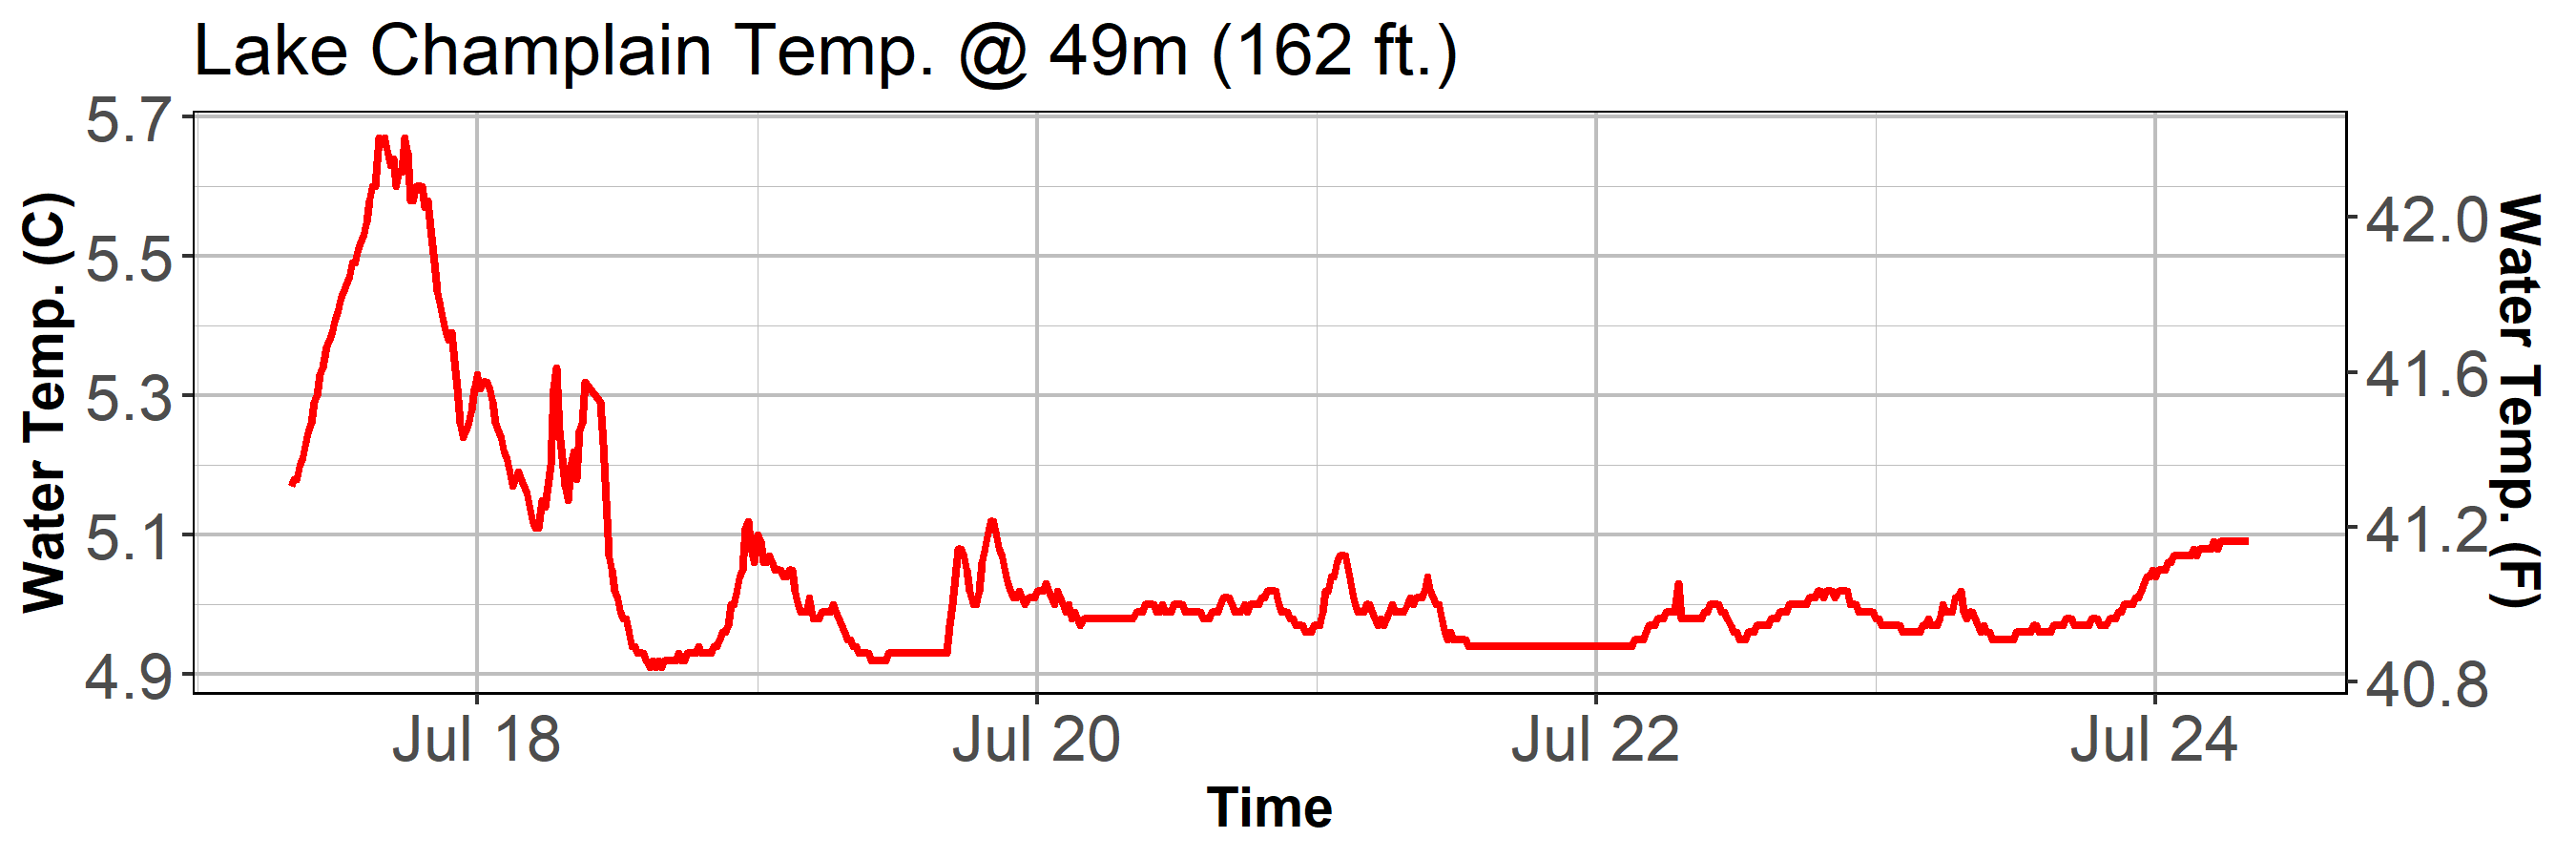 Lake Champlain Temp. @ 49m (162 ft.)
Water Temp. (C)
5.7
5.5
5.3
5.1
4.9
42.0
41.6
41.2
40.8
Water Temp. (F)
Jul 18 Jul 20 Jul 22 Jul 24
Time